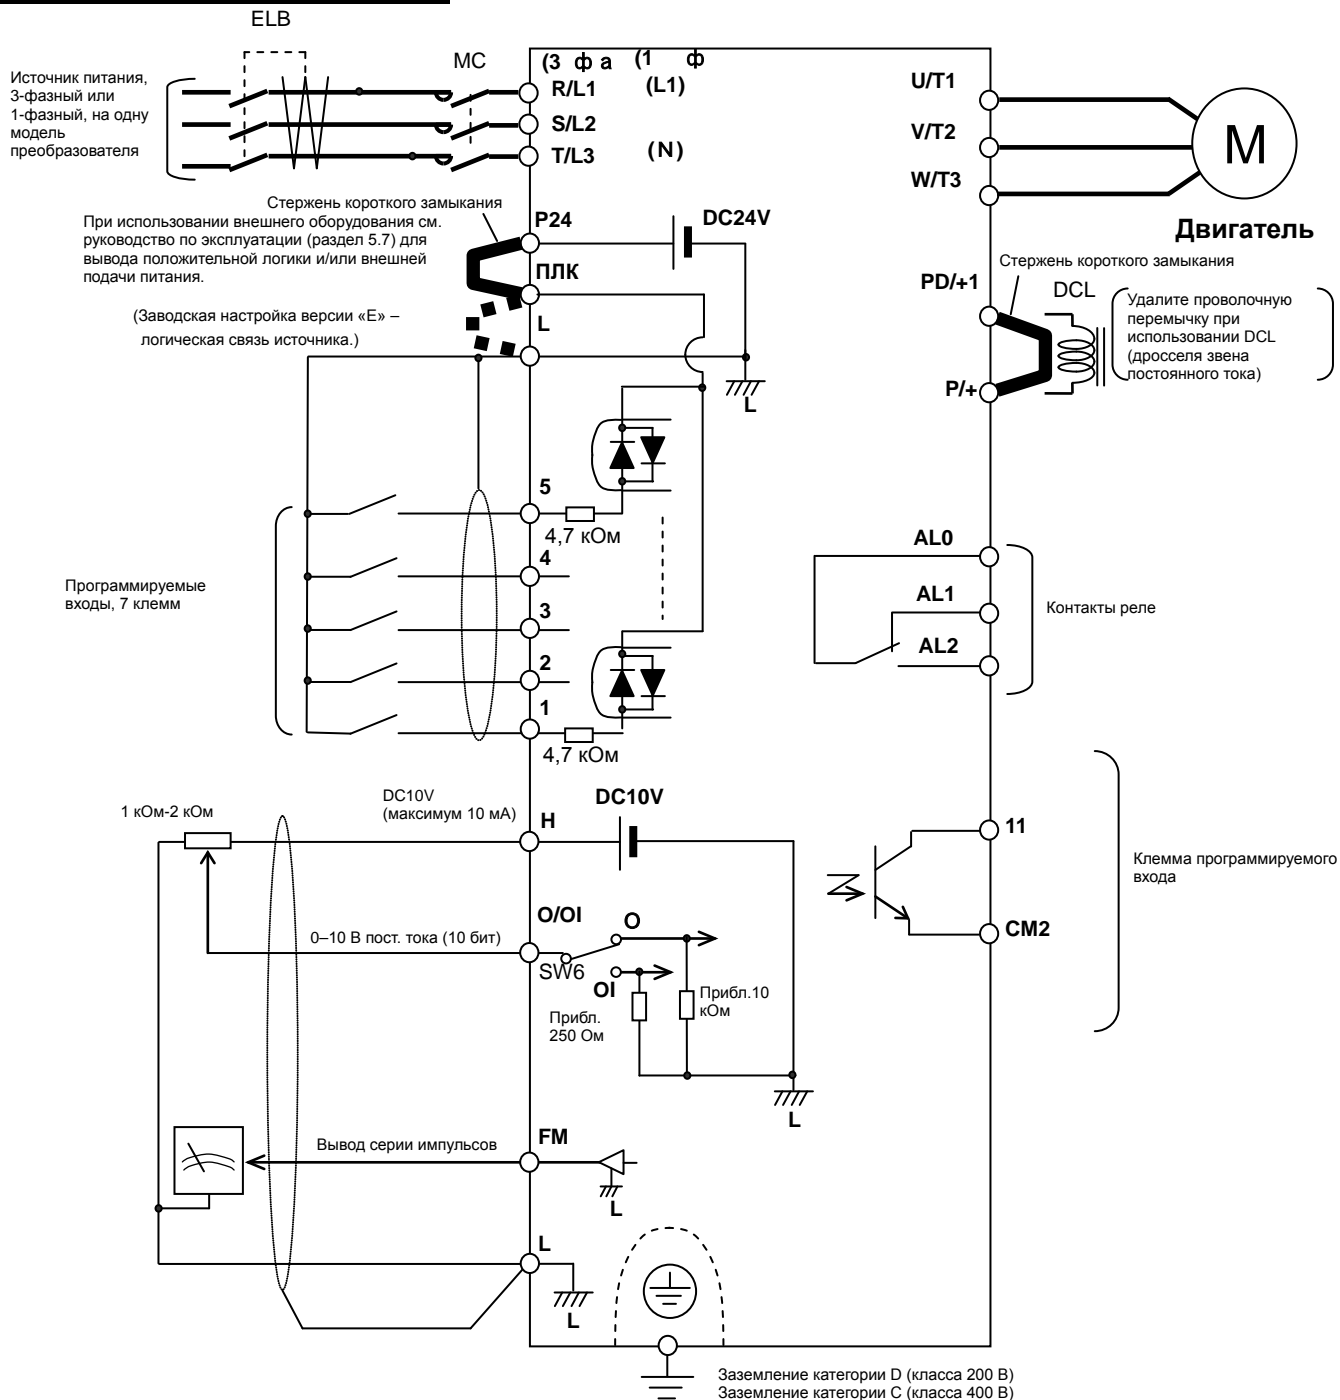 ELB
MC
Источник питания,
3-фазный или
1-фазный, на одну
модель
преобразователя
(3 ф а (1 ф
R/L1 (L1)
S/L2
T/L3 (N)
U/T1
V/T2
W/T3
M
Двигатель
Стержень короткого замыкания
При использовании внешнего оборудования см.
руководство по эксплуатации (раздел 5.7) для
вывода положительной логики и/или внешней
подачи питания.
(Заводская настройка версии «E» –
логическая связь источника.)
P24
DC24V
ПЛК
L
L
PD/+1
Стержень короткого замыкания
DCL
Удалите проволочную
перемычку при
использовании DCL
(дросселя звена
постоянного тока)
P/+
5
4,7 кОм
4
3
2
1
4,7 кОм
Программируемые
входы, 7 клемм
AL0
AL1
AL2
Контакты реле
1 кОм-2 кОм
DC10V
(максимум 10 мА)
H
DC10V
11
CM2
Клемма программируемого
входа
0–10 В пост. тока (10 бит)
O/OI
O
SW6
OI
Прибл.
250 Ом
Прибл.10
кОм
L
Вывод серии импульсов
FM
L
L
L
Заземление категории D (класса 200 В)
Заземление категории C (класса 400 В)